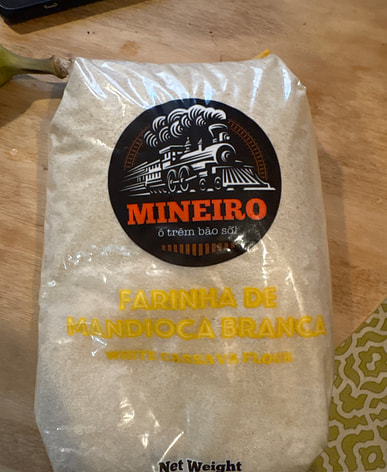 MINEIRO
ô trêm bão sô!
FARINHA DE
MANDIOCA BRANCA
WHITE CASSAVA FLOUR
Net Weight